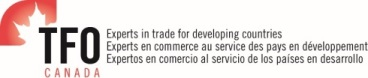 TFO
CANADA
Experts in trade for developing countries
Experts en commerce au service des pays en développement
Expertos en comercio al servicio de los países en desarrollo